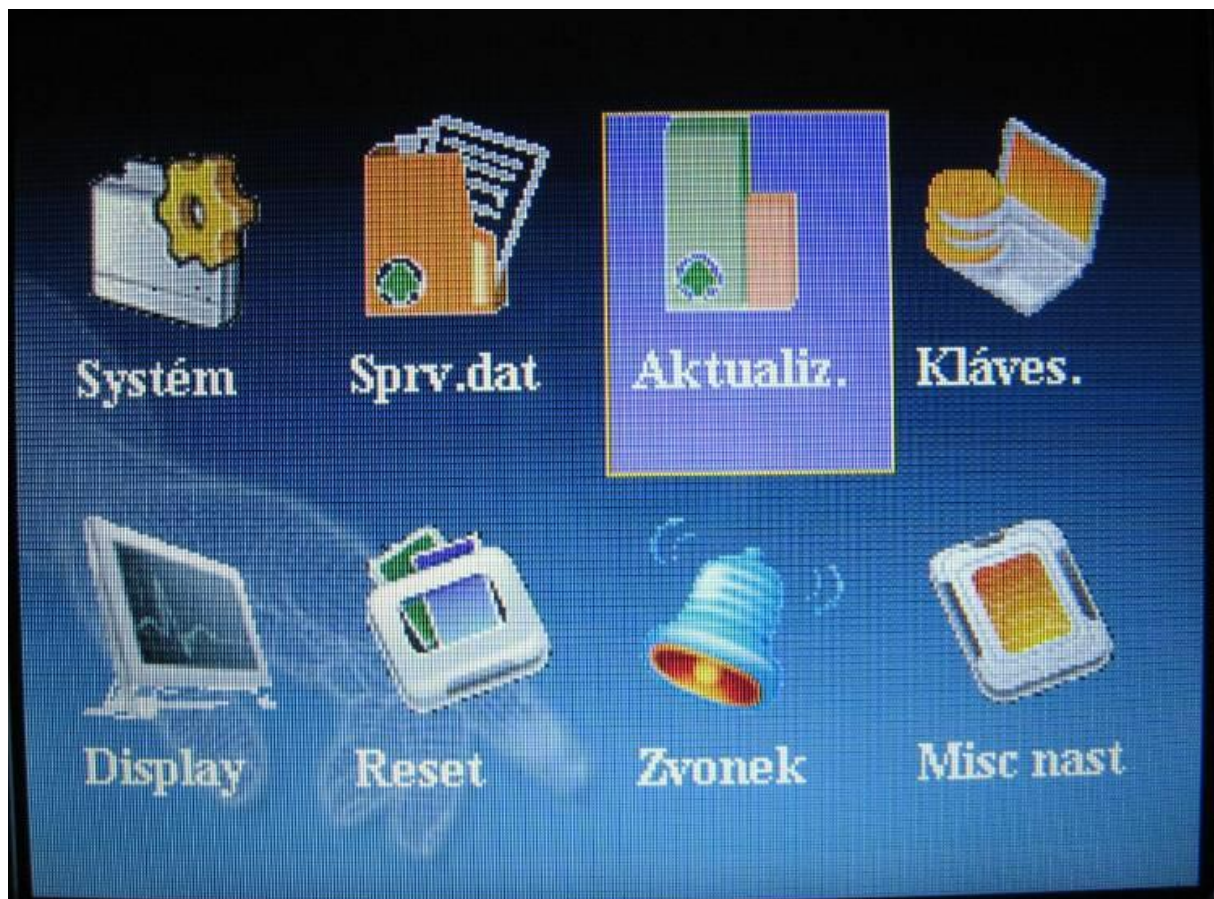 Systém
Sprv.dat
Aktualiz.
Kláves.
Display
Reset
Zvonek
Misc nast